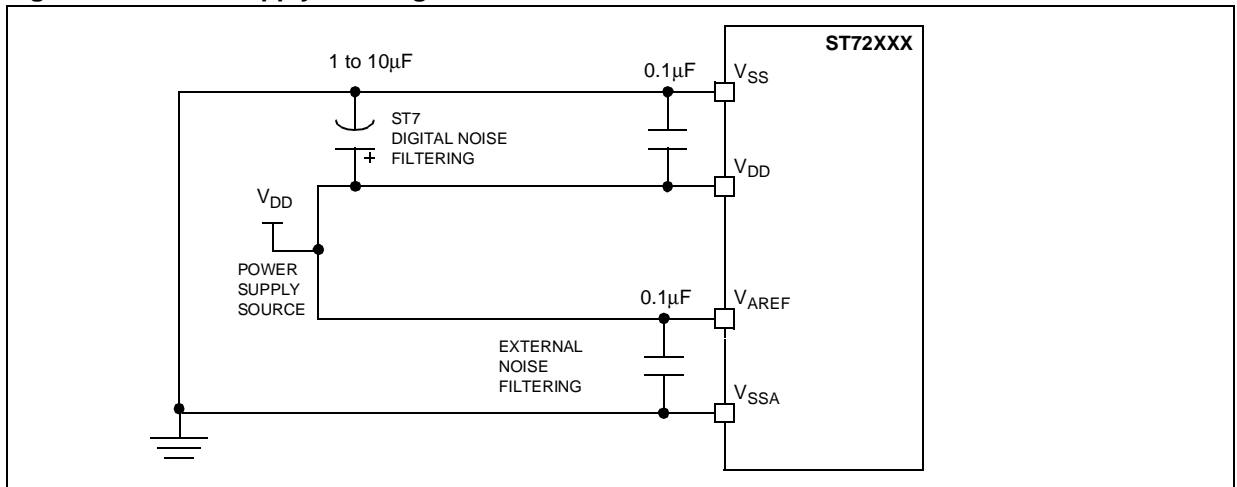 ST72XXX
1 to 10μF
0.1μF
VSS
ST7
DIGITAL NOISE
FILTERING
+
VDD
VDD
POWER
SUPPLY
SOURCE
0.1μF
VAREF
EXTERNAL
NOISE
FILTERING
VSSA